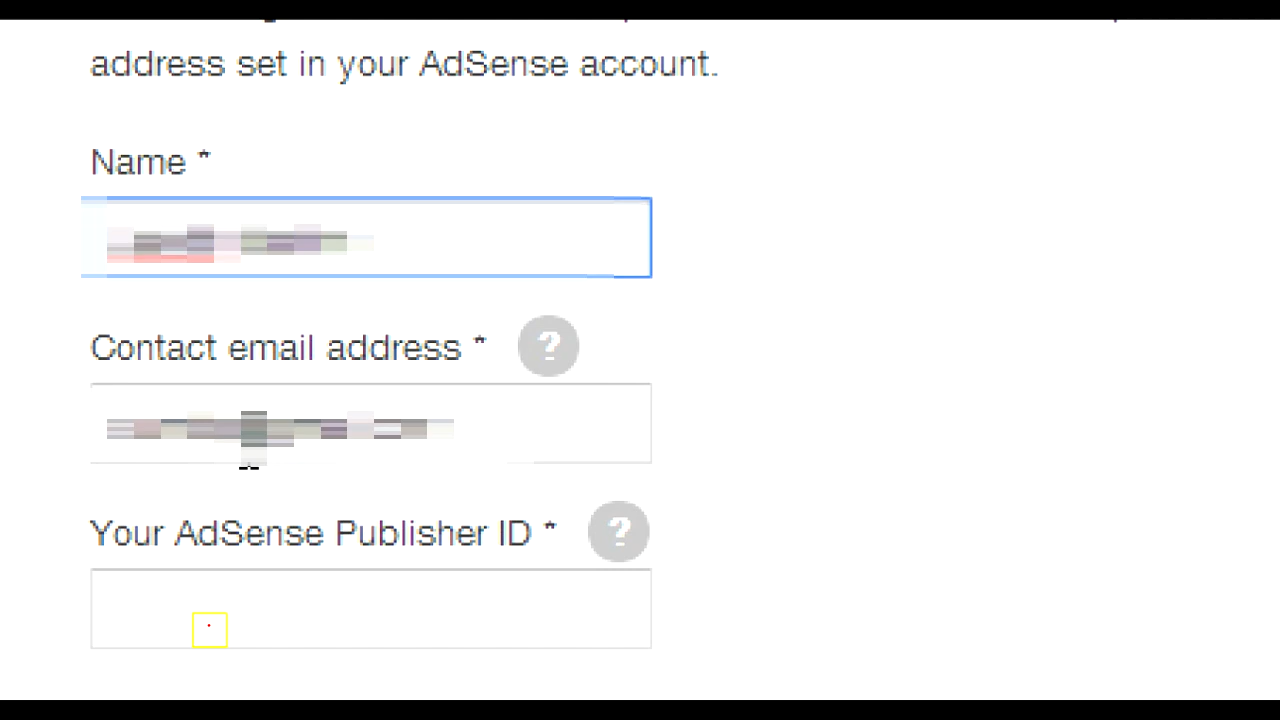 address set in your AdSense account.
Name *
Contact email address * ?
Your AdSense Publisher ID * ?